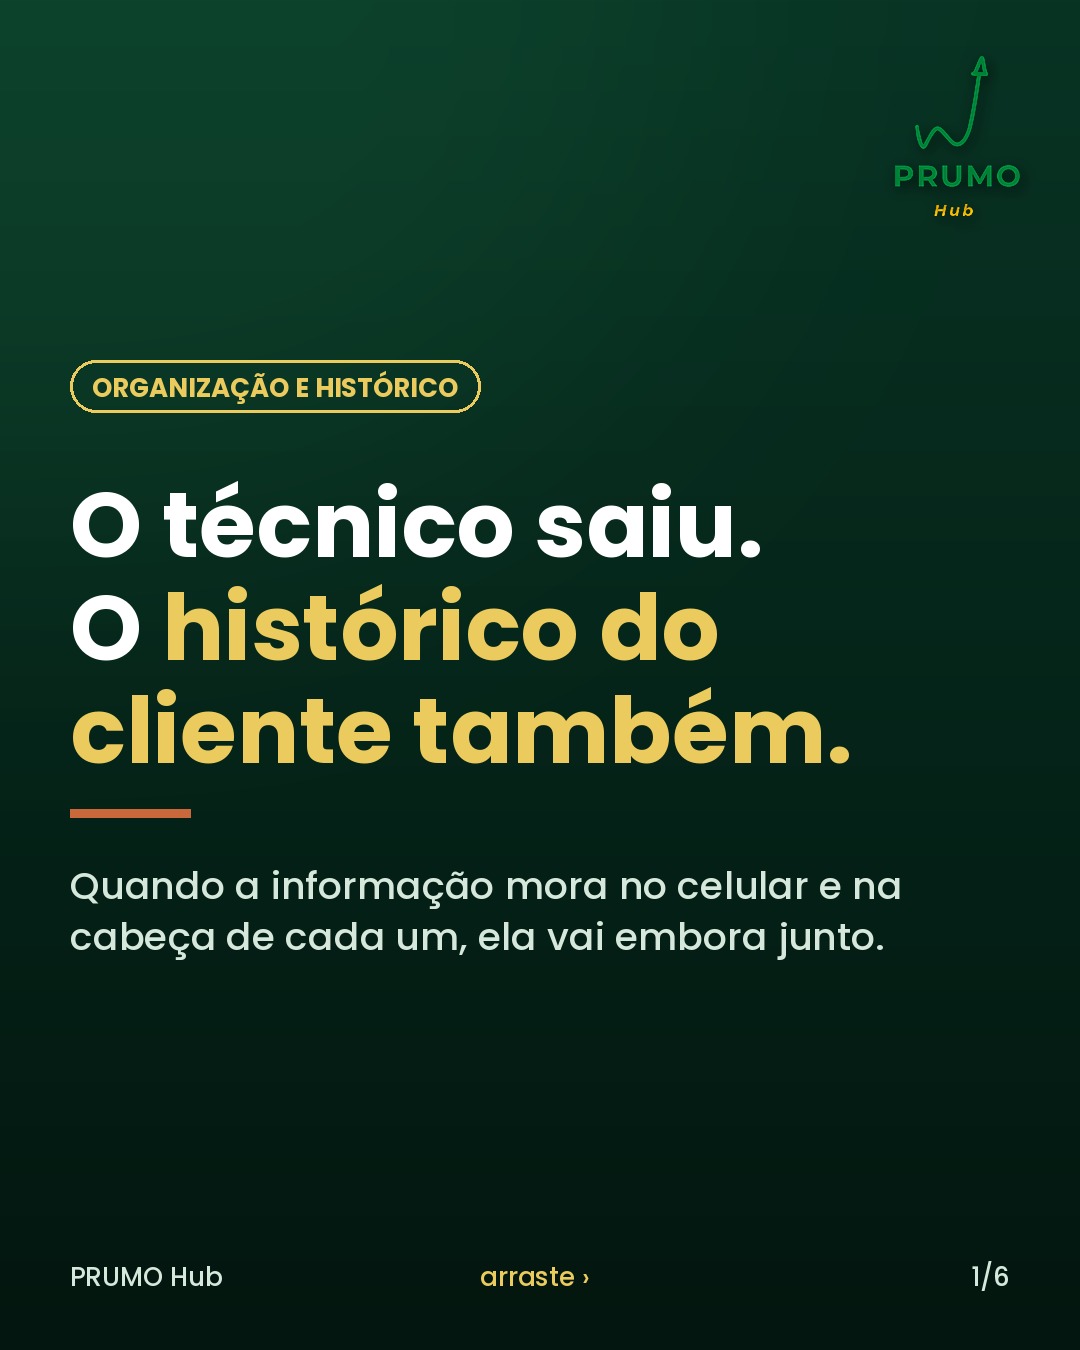 PRUMO
Hub
ORGANIZAÇÃO E HISTÓRICO
O técnico saiu.
O histórico do
cliente também.
Quando a informação mora no celular e na
cabeça de cada um, ela vai embora junto.
PRUMO Hub
arraste ›
1/6